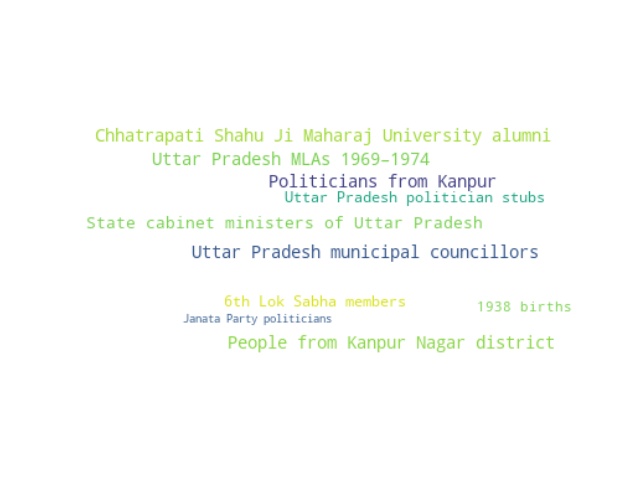 Chhatrapati Shahu Ji Maharaj University alumni
Uttar Pradesh MLAs 1969–1974
Politicians from Kanpur
Uttar Pradesh politician stubs
State cabinet ministers of Uttar Pradesh
Uttar Pradesh municipal councillors
6th Lok Sabha members
1938 births
Janata Party politicians
People from Kanpur Nagar district